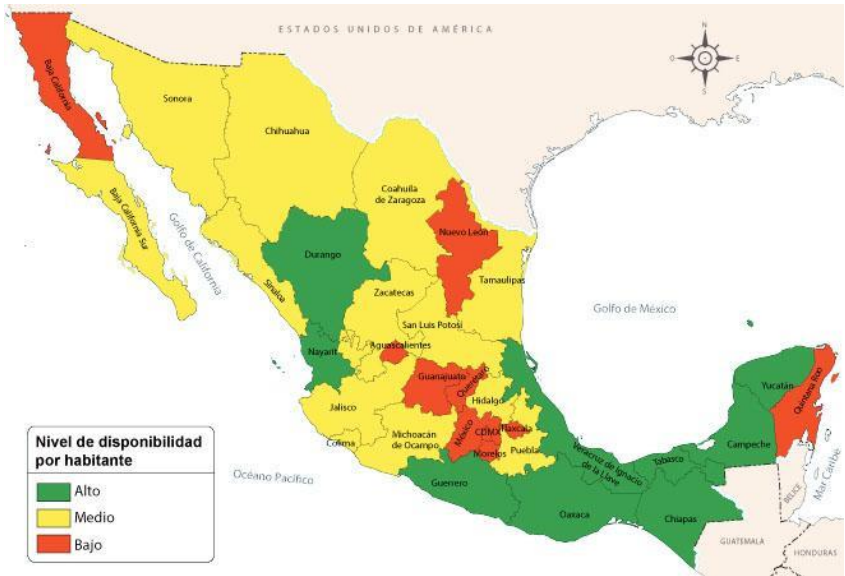 ESTADOS UNIDOS DE AMÉRICA
N
O
E
S
Baja California
Sonora
Chihuahua
Coahuila
de Zaragoza
Nuevo León
Baja California Sur
Golfo de California
Durango
Sinaloa
Zacatecas
Tamaulipas
San Luis Potosí
Golfo de México
Nayarit
Aguascalientes
Guanajuato
Querétaro
Hidalgo
Yucatán
Quintana Roo
Jalisco
Colima
Michoacán
de Ocampo
México
CDMX
Tlaxcala
Morelos
Puebla
Veracruz de Ignacio
de la Llave
Tabasco
Campeche
Guerrero
Oaxaca
Chiapas
Océano Pacífico
BELICE
Mar Caribe
GUATEMALA
HONDURAS
Nivel de disponibilidad
por habitante
Alto
Medio
Bajo